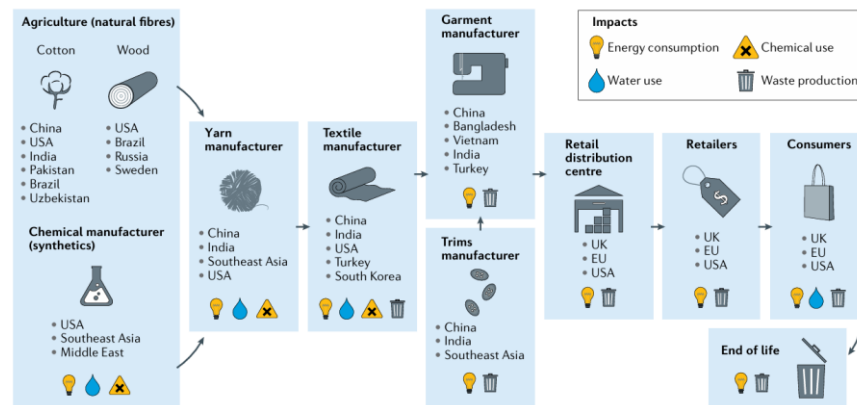 Agriculture (natural fibres)
Cotton
• China
• USA
• India
• Pakistan
• Brazil
• Uzbekistan
Wood
• USA
• Brazil
• Russia
• Sweden
Chemical manufacturer
(synthetics)
• USA
• Southeast Asia
• Middle East
Yarn
manufacturer
• China
• India
• Southeast Asia
• USA
Textile
manufacturer
• China
• India
• USA
• Turkey
• South Korea
Garment
manufacturer
• China
• Bangladesh
• Vietnam
• India
• Turkey
Trims
manufacturer
• China
• India
• Southeast Asia
Retail
distribution
centre
• UK
• EU
• USA
Retailers
$
• UK
• EU
• USA
Consumers
• UK
• EU
• USA
End of life
Impacts
Energy consumption
Chemical use
Water use
Waste production